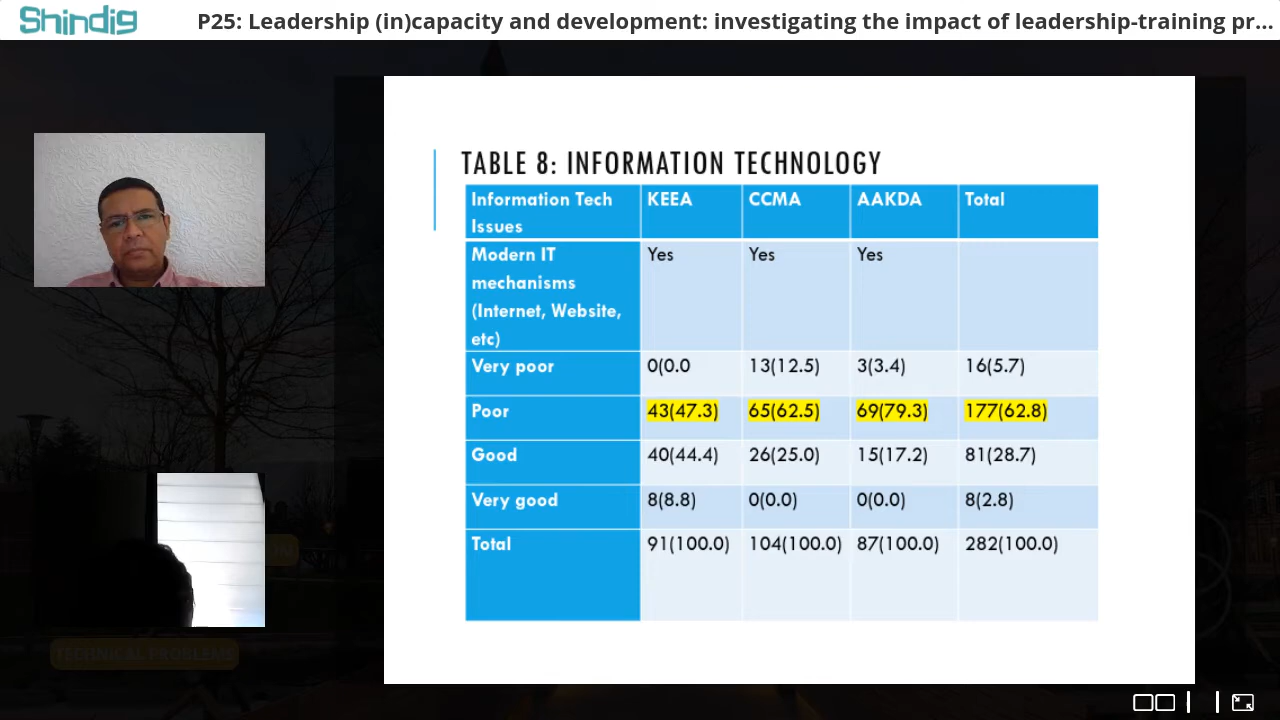 Shindig
P25: Leadership (in)capacity and development: investigating the impact of leadership-training pr...
TABLE 8: INFORMATION TECHNOLOGY
Information Tech Issues KEEA CCMA AAKDA Total
Modern IT mechanisms (Internet, Website, etc) Yes Yes Yes
Very poor 0(0.0 13(12.5) 3(3.4) 16(5.7)
Poor 43(47.3) 65(62.5) 69(79.3) 177(62.8)
Good 40(44.4) 26(25.0) 15(17.2) 81(28.7)
Very good 8(8.8) 0(0.0) 0(0.0) 8(2.8)
Total 91(100.0) 104(100.0) 87(100.0) 282(100.0)
TECHNICAL PROBLEMS